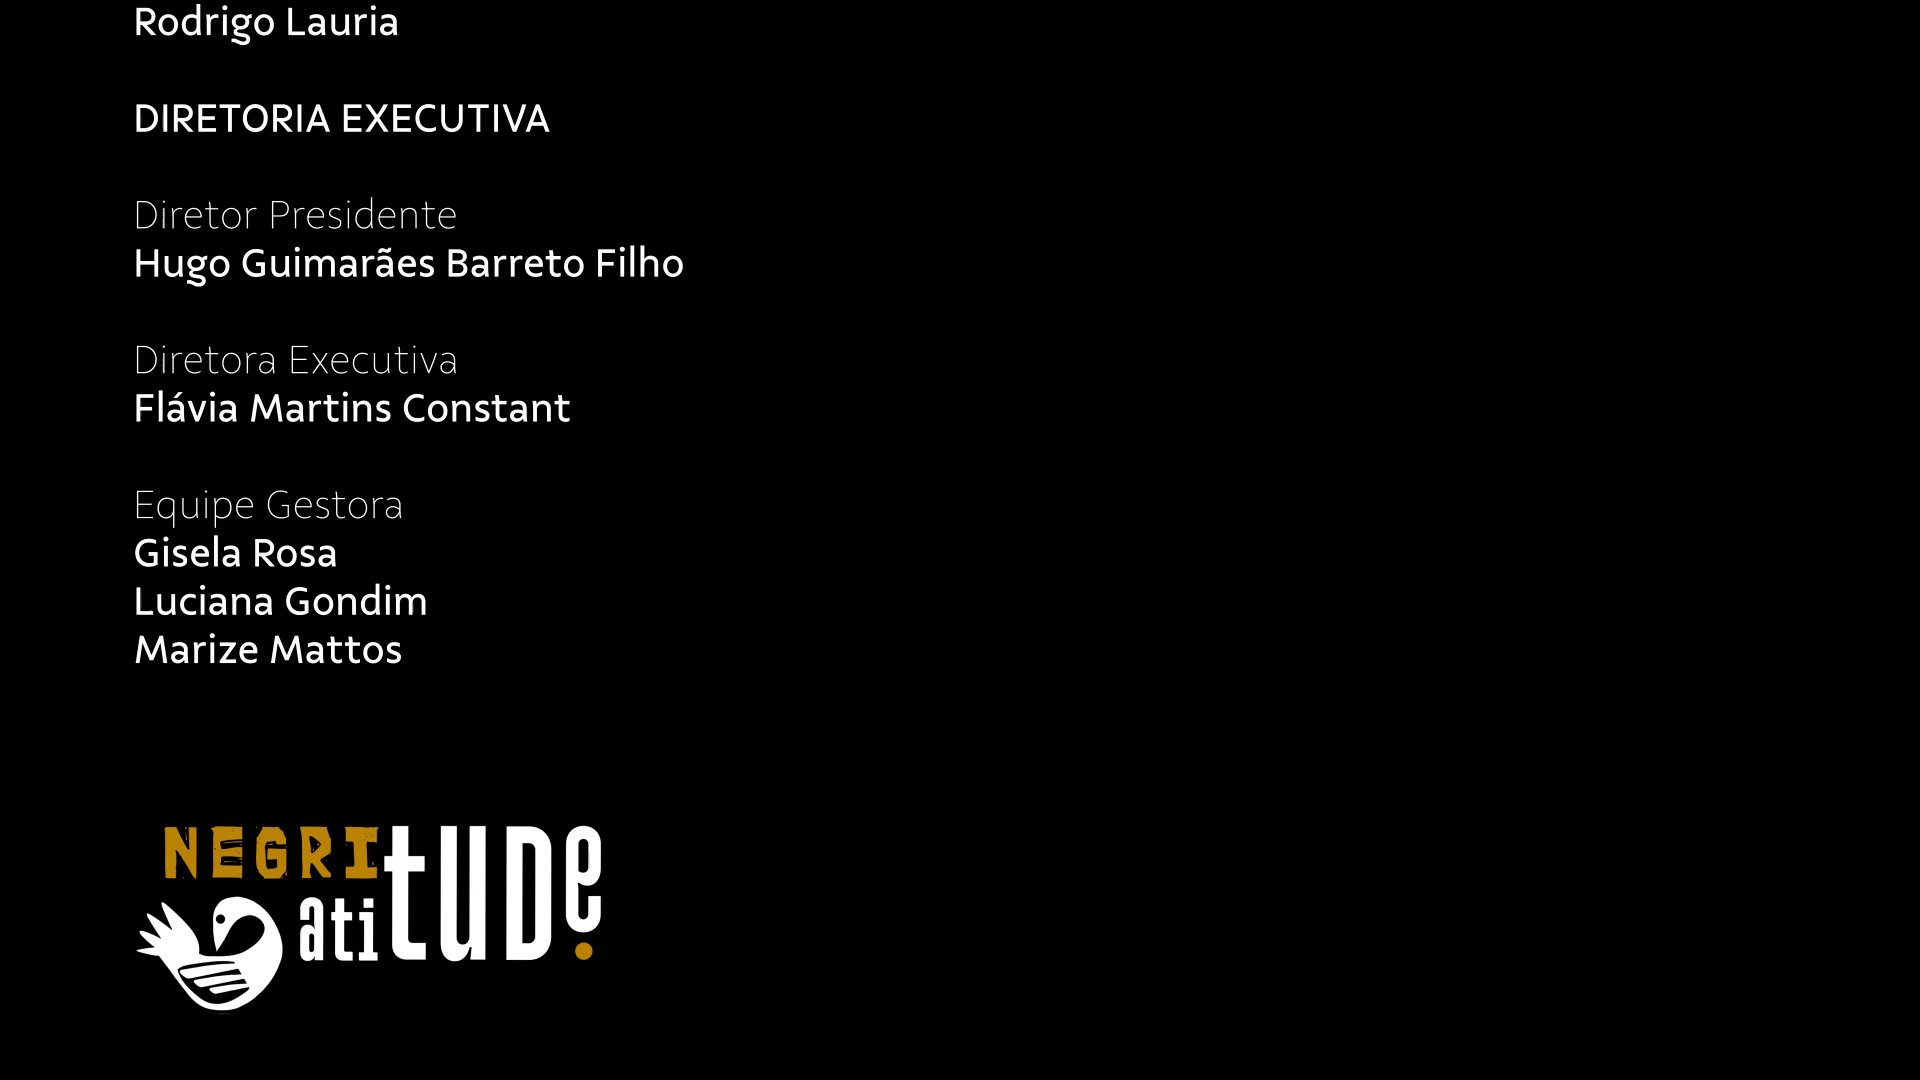 Rodrigo Lauria
DIRETORIA EXECUTIVA
Diretor Presidente
Hugo Guimarães Barreto Filho
Diretora Executiva
Flávia Martins Constant
Equipe Gestora
Gisela Rosa
Luciana Gondim
Marize Mattos
NEGRI
atiTUDe